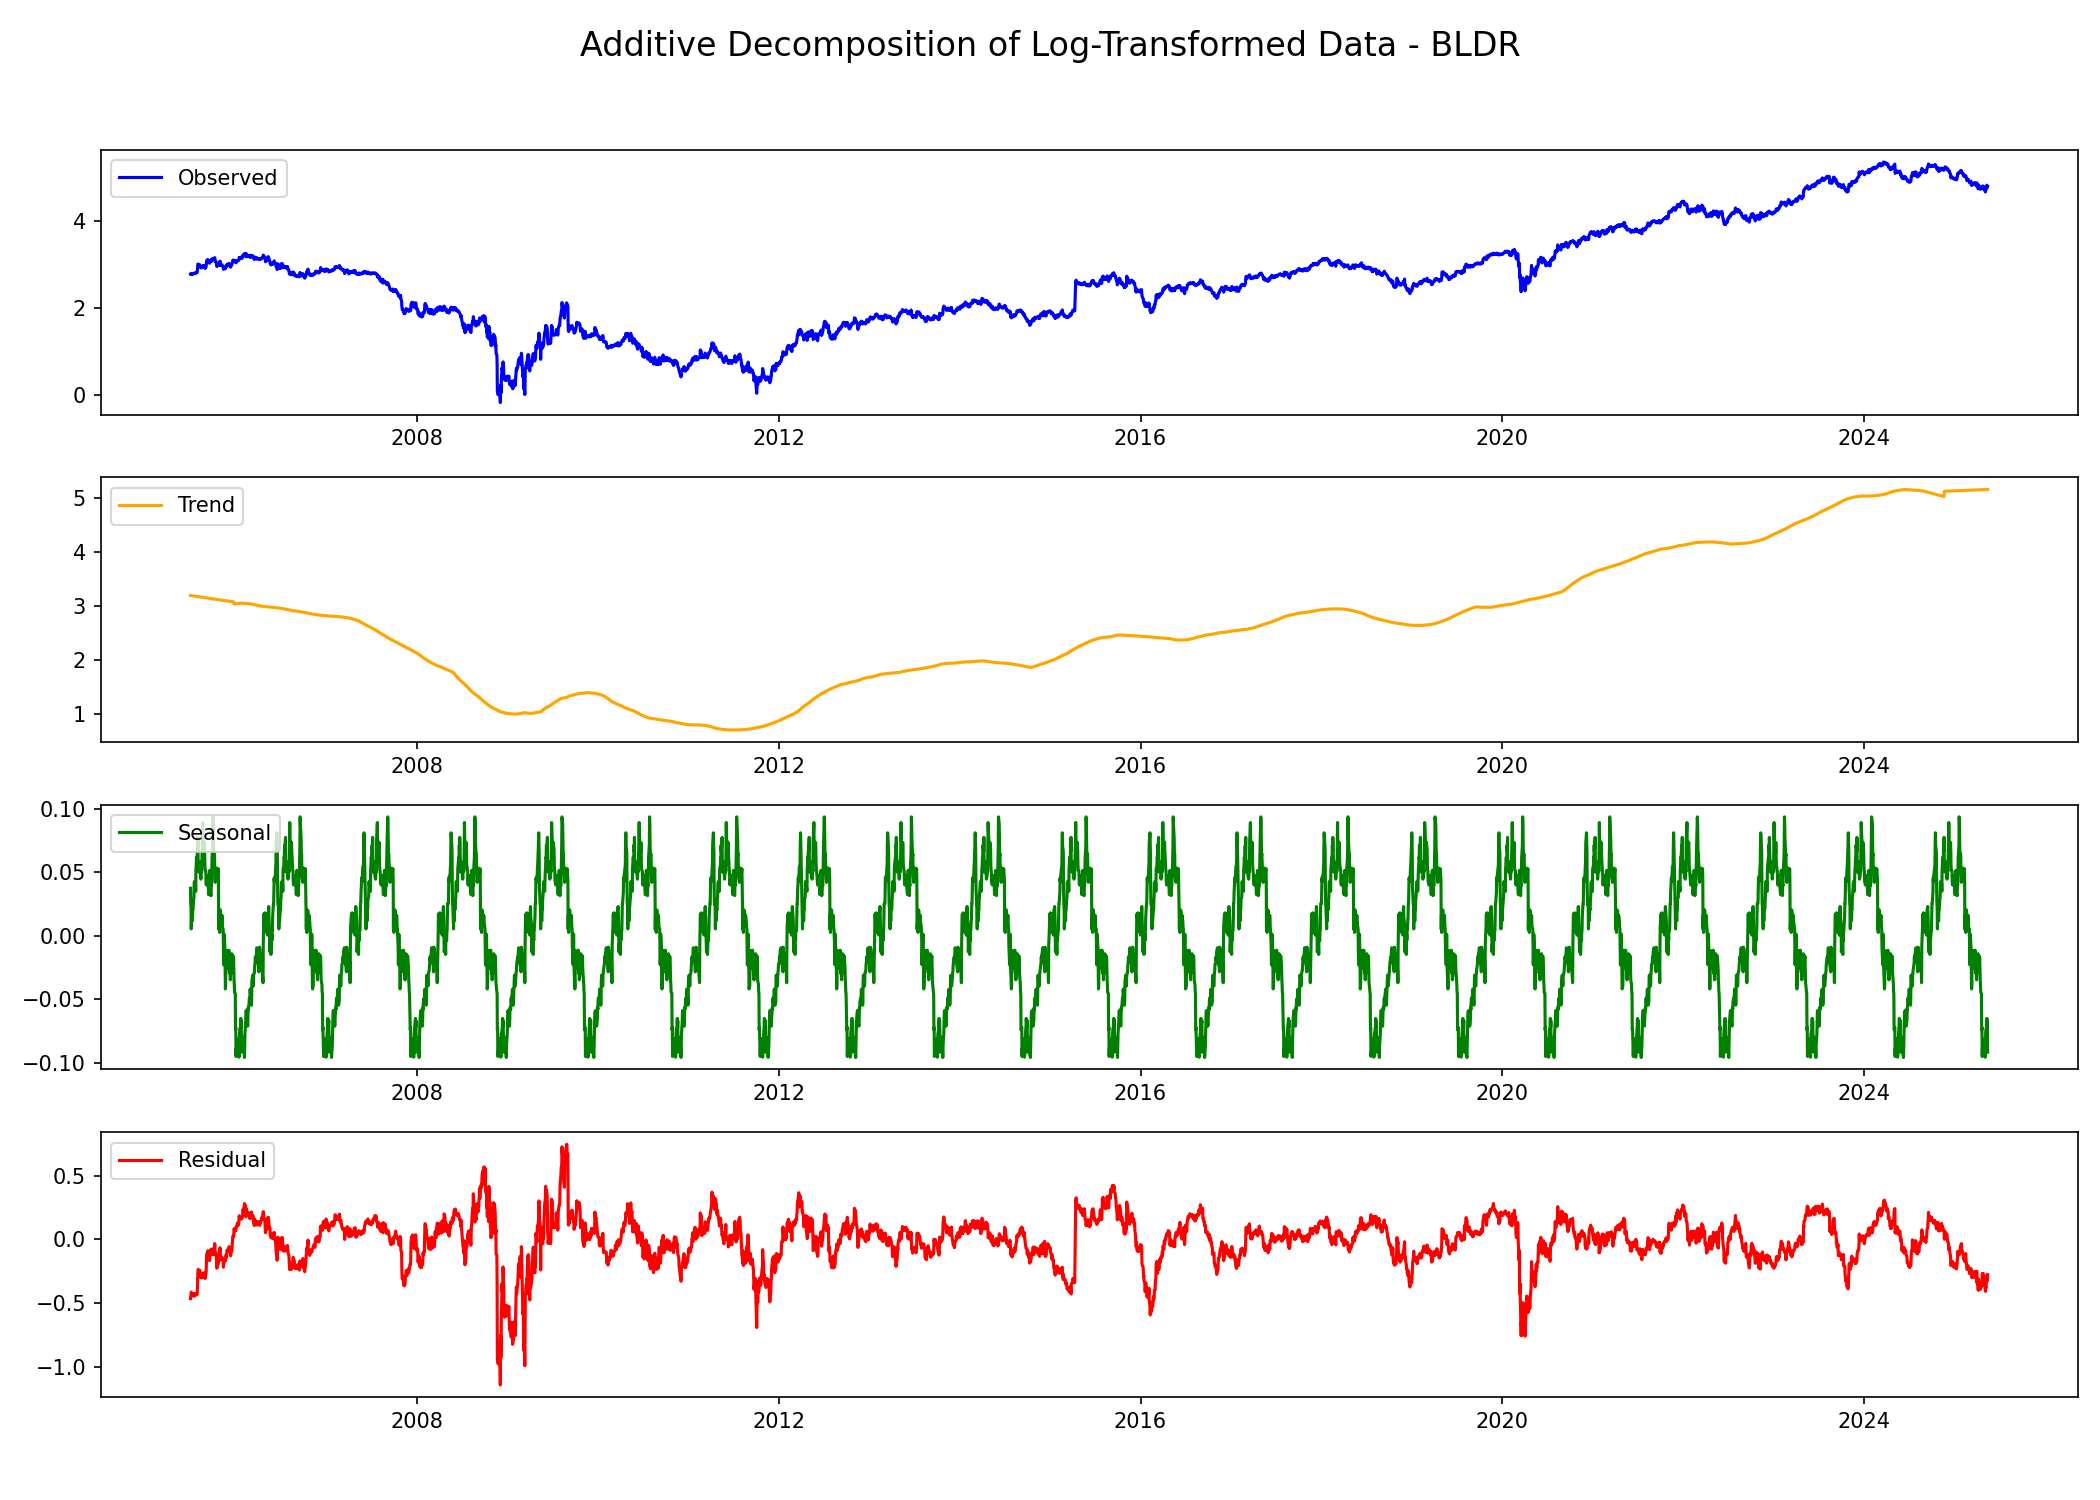 Additive Decomposition of Log-Transformed Data - BLDR
Observed
4
2
0
2008 2012 2016 2020 2024
Trend
5
4
3
2
1
2008 2012 2016 2020 2024
Seasonal
0.10
0.05
0.00
−0.05
−0.10
2008 2012 2016 2020 2024
Residual
0.5
0.0
−0.5
−1.0
2008 2012 2016 2020 2024